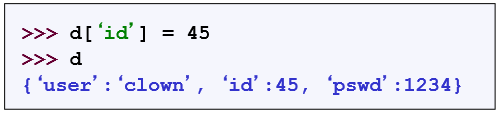 >>> d[‘id’] = 45
>>> d
{‘user’:‘clown’, ‘id’:45, ‘pswd’:1234}